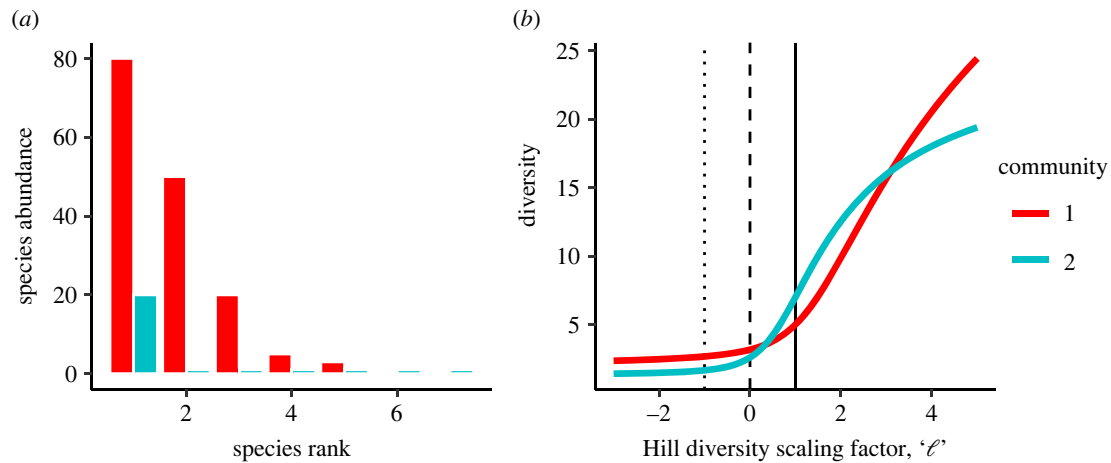 (a)
species abundance
80
60
40
20
0
2
4
6
species rank
(b)
diversity
25
20
15
10
5
−2
0
2
4
Hill diversity scaling factor, ‘ℓ’
community
1
2